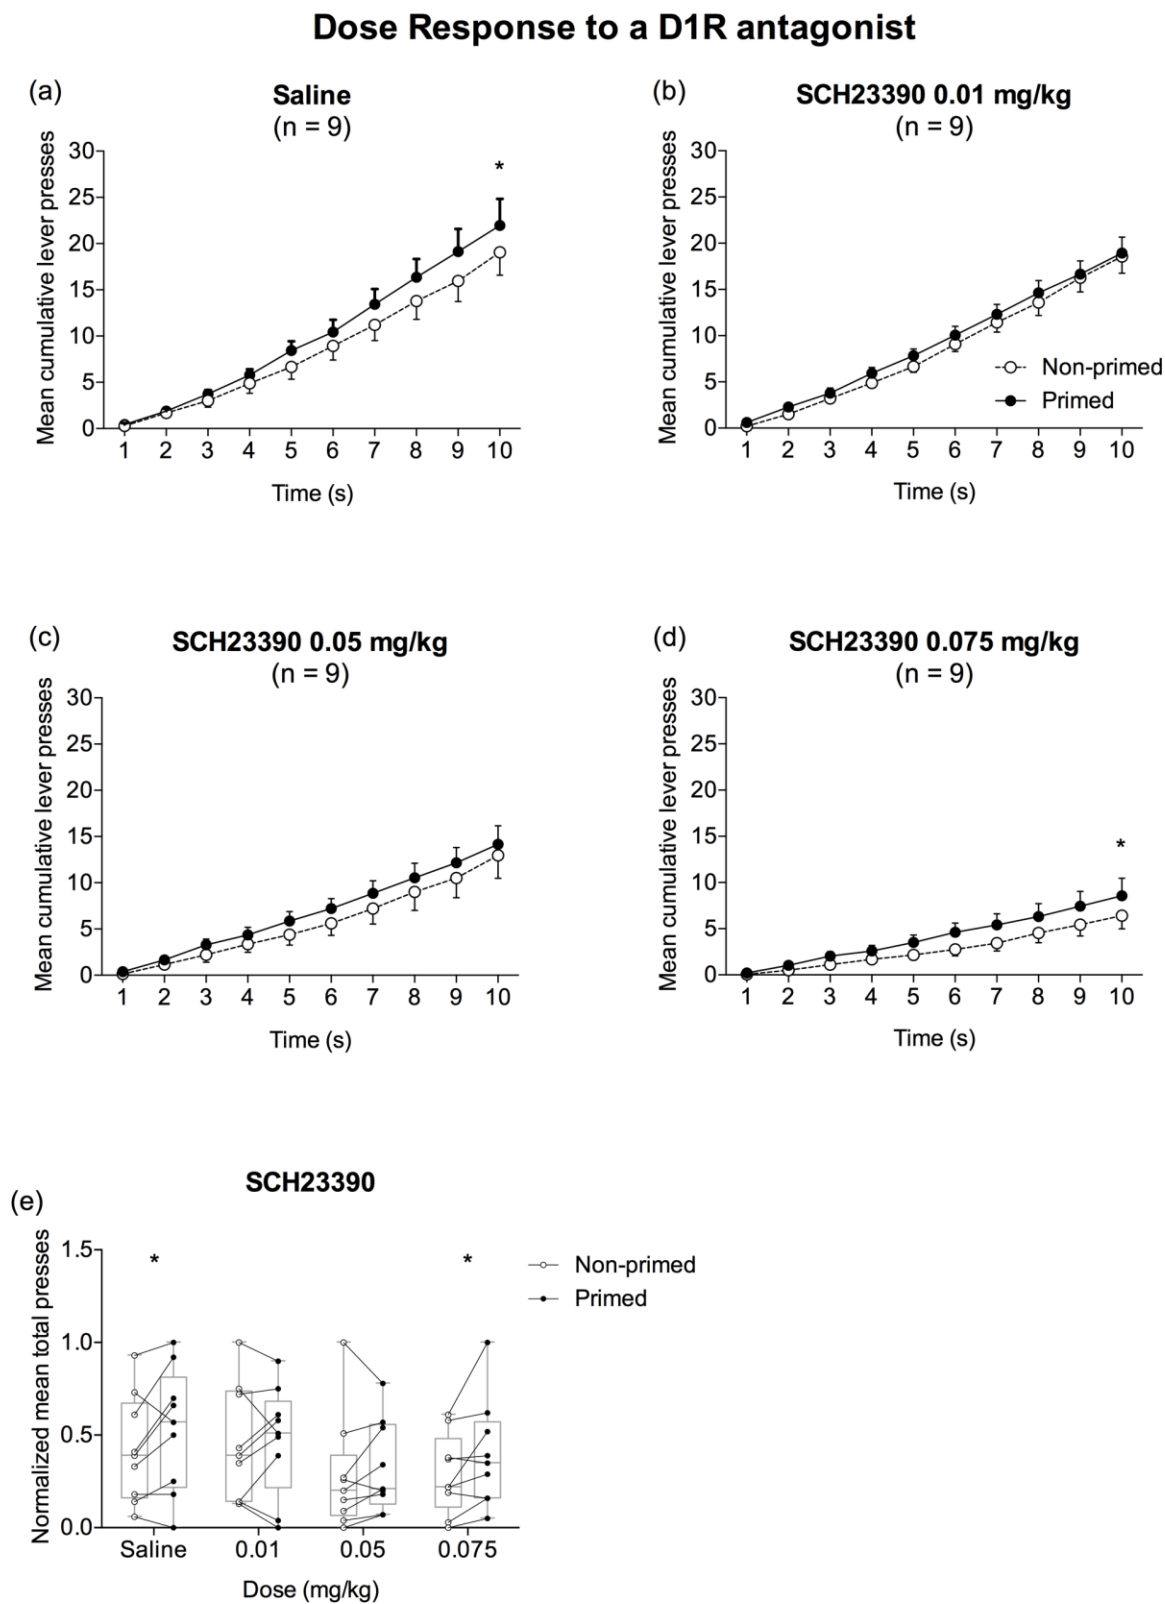 Dose Response to a D1R antagonist
(a)
Saline
(n = 9)
*
Mean cumulative lever presses
30
25
20
15
10
5
0
1 2 3 4 5 6 7 8 9 10
Time (s)
(b)
SCH23390 0.01 mg/kg
(n = 9)
Mean cumulative lever presses
30
25
20
15
10
5
0
Non-primed
Primed
1 2 3 4 5 6 7 8 9 10
Time (s)
(c)
SCH23390 0.05 mg/kg
(n = 9)
Mean cumulative lever presses
30
25
20
15
10
5
0
1 2 3 4 5 6 7 8 9 10
Time (s)
(d)
SCH23390 0.075 mg/kg
(n = 9)
*
Mean cumulative lever presses
30
25
20
15
10
5
0
1 2 3 4 5 6 7 8 9 10
Time (s)
(e)
SCH23390
* *
Normalized mean total presses
1.5
1.0
0.5
0.0
Non-primed
Primed
Saline 0.01 0.05 0.075
Dose (mg/kg)